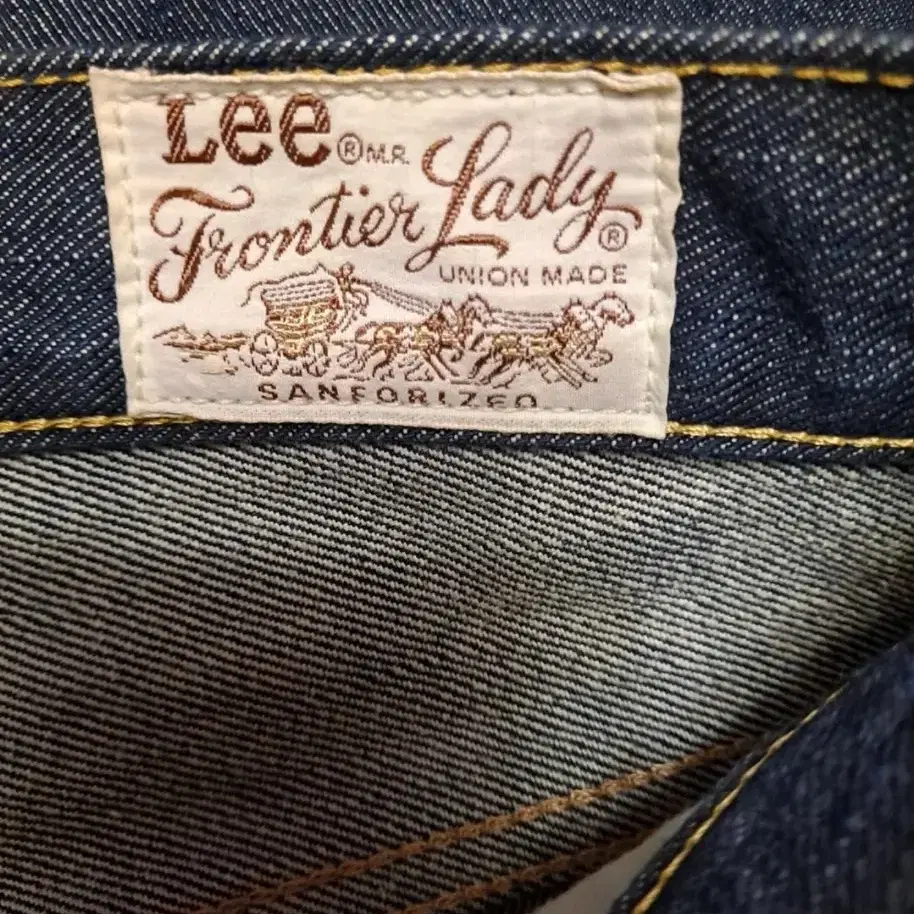 Lee® M.R.
Frontier Lady®
UNION MADE
SANFORIZED